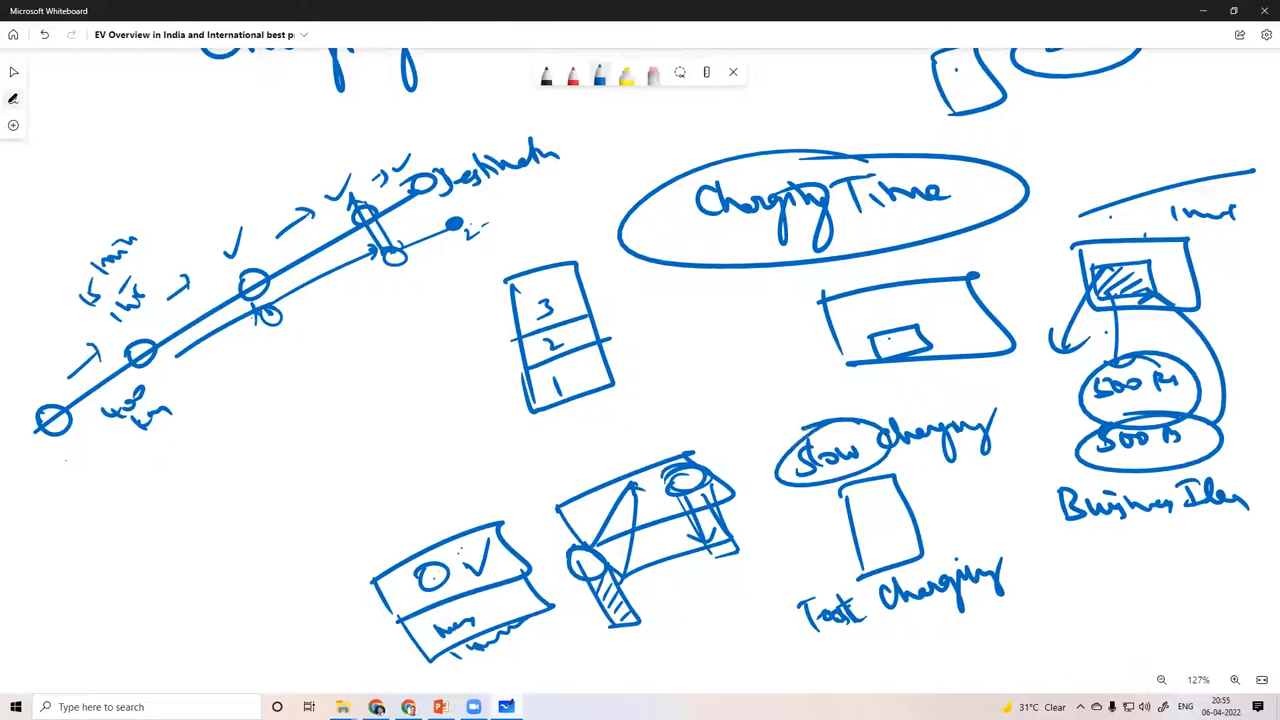 Microsoft Whiteboard
EV Overview in India and International best p
Destinatn
Charging Time
3
2
1
Slow charging
500 Rs
500 Rs
Business Idea
Fast Charging
Type here to search
127%
31°C Clear
ENG
20:55
06-04-2022